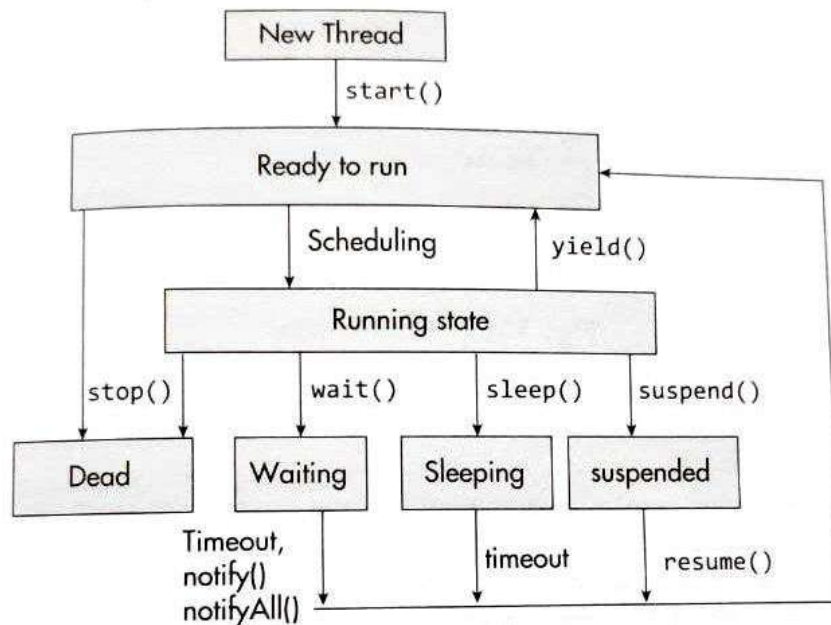 New Thread
start()
Ready to run
Scheduling
yield()
Running state
stop()
wait()
sleep()
suspend()
Dead
Waiting
Sleeping
suspended
Timeout,
notify()
notifyAll()
timeout
resume()